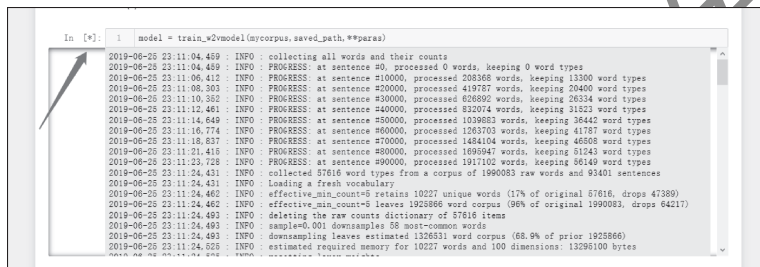 In [*]: 1 model = train_w2vmodel(mycorpus,saved_path,**paras)
2019-06-25 23:11:04,459 : INFO : collecting all words and their counts
2019-06-25 23:11:04,459 : INFO : PROGRESS: at sentence #0, processed 0 words, keeping 0 word types
2019-06-25 23:11:06,412 : INFO : PROGRESS: at sentence #10000, processed 208368 words, keeping 13300 word types
2019-06-25 23:11:08,303 : INFO : PROGRESS: at sentence #20000, processed 419787 words, keeping 20400 word types
2019-06-25 23:11:10,352 : INFO : PROGRESS: at sentence #30000, processed 626892 words, keeping 26334 word types
2019-06-25 23:11:12,461 : INFO : PROGRESS: at sentence #40000, processed 832074 words, keeping 31523 word types
2019-06-25 23:11:14,649 : INFO : PROGRESS: at sentence #50000, processed 1039883 words, keeping 36442 word types
2019-06-25 23:11:16,774 : INFO : PROGRESS: at sentence #60000, processed 1263703 words, keeping 41787 word types
2019-06-25 23:11:18,837 : INFO : PROGRESS: at sentence #70000, processed 1484104 words, keeping 46508 word types
2019-06-25 23:11:21,415 : INFO : PROGRESS: at sentence #80000, processed 1695947 words, keeping 51243 word types
2019-06-25 23:11:23,728 : INFO : PROGRESS: at sentence #90000, processed 1917102 words, keeping 56149 word types
2019-06-25 23:11:24,431 : INFO : collected 57616 word types from a corpus of 1990083 raw words and 93401 sentences
2019-06-25 23:11:24,431 : INFO : Loading a fresh vocabulary
2019-06-25 23:11:24,462 : INFO : effective_min_count=5 retains 10227 unique words (17% of original 57616, drops 47389)
2019-06-25 23:11:24,462 : INFO : effective_min_count=5 leaves 1925866 word corpus (96% of original 1990083, drops 64217)
2019-06-25 23:11:24,493 : INFO : deleting the raw counts dictionary of 57616 items
2019-06-25 23:11:24,493 : INFO : sample=0.001 downsamples 58 most-common words
2019-06-25 23:11:24,493 : INFO : downsampling leaves estimated 1326531 word corpus (68.9% of prior 1925866)
2019-06-25 23:11:24,525 : INFO : estimated required memory for 10227 words and 100 dimensions: 13295100 bytes
2019-06-25 23:11:24,525 : INFO : resetting layer weights